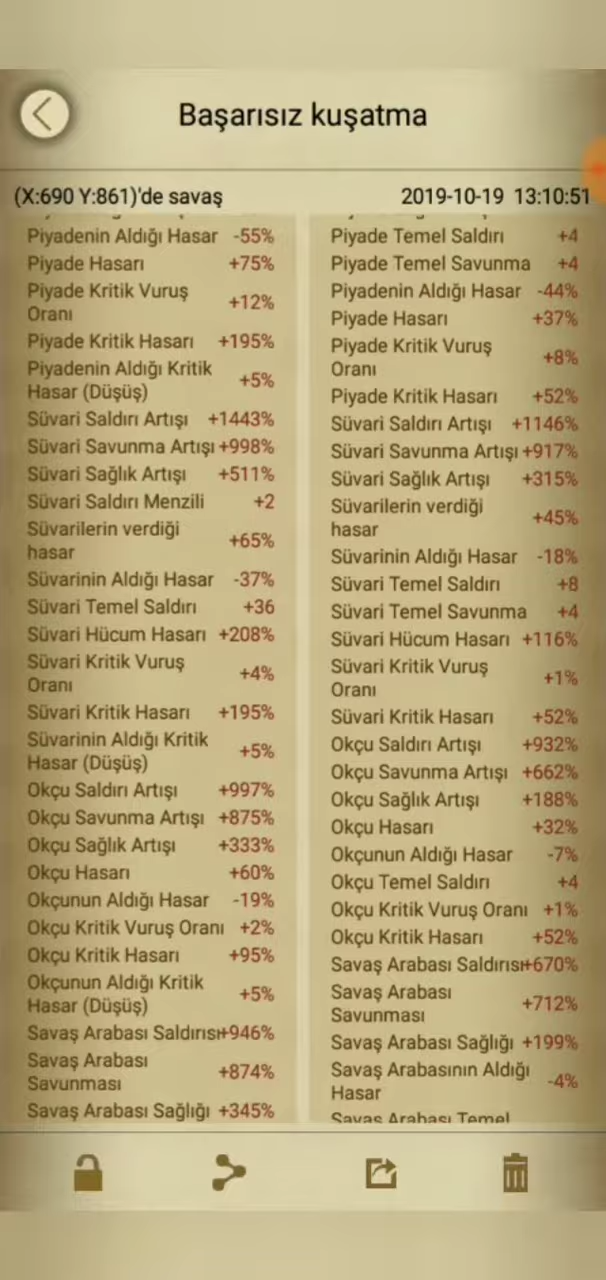 Başarısız kuşatma
(X:690 Y:861)'de savaş 2019-10-19 13:10:51
Piyadenin Aldığı Hasar -55%
Piyade Hasarı +75%
Piyade Kritik Vuruş
Oranı +12%
Piyade Kritik Hasarı +195%
Piyadenin Aldığı Kritik
Hasar (Düşüş) +5%
Süvari Saldırı Artışı +1443%
Süvari Savunma Artışı +998%
Süvari Sağlık Artışı +511%
Süvari Saldırı Menzili +2
Süvarilerin verdiği
hasar +65%
Süvarinin Aldığı Hasar -37%
Süvari Temel Saldırı +36
Süvari Hücum Hasarı +208%
Süvari Kritik Vuruş
Oranı +4%
Süvari Kritik Hasarı +195%
Süvarinin Aldığı Kritik
Hasar (Düşüş) +5%
Okçu Saldırı Artışı +997%
Okçu Savunma Artışı +875%
Okçu Sağlık Artışı +333%
Okçu Hasarı +60%
Okçunun Aldığı Hasar -19%
Okçu Kritik Vuruş Oranı +2%
Okçu Kritik Hasarı +95%
Okçunun Aldığı Kritik
Hasar (Düşüş) +5%
Savaş Arabası Saldırısı+946%
Savaş Arabası
Savunması +874%
Savaş Arabası Sağlığı +345%
Piyade Temel Saldırı +4
Piyade Temel Savunma +4
Piyadenin Aldığı Hasar -44%
Piyade Hasarı +37%
Piyade Kritik Vuruş
Oranı +8%
Piyade Kritik Hasarı +52%
Süvari Saldırı Artışı +1146%
Süvari Savunma Artışı +917%
Süvari Sağlık Artışı +315%
Süvarilerin verdiği
hasar +45%
Süvarinin Aldığı Hasar -18%
Süvari Temel Saldırı +8
Süvari Temel Savunma +4
Süvari Hücum Hasarı +116%
Süvari Kritik Vuruş
Oranı +1%
Süvari Kritik Hasarı +52%
Okçu Saldırı Artışı +932%
Okçu Savunma Artışı +662%
Okçu Sağlık Artışı +188%
Okçu Hasarı +32%
Okçunun Aldığı Hasar -7%
Okçu Temel Saldırı +4
Okçu Kritik Vuruş Oranı +1%
Okçu Kritik Hasarı +52%
Savaş Arabası Saldırısı+670%
Savaş Arabası
Savunması +712%
Savaş Arabası Sağlığı +199%
Savaş Arabasının Aldığı
Hasar -4%
Savaş Arabası Temel